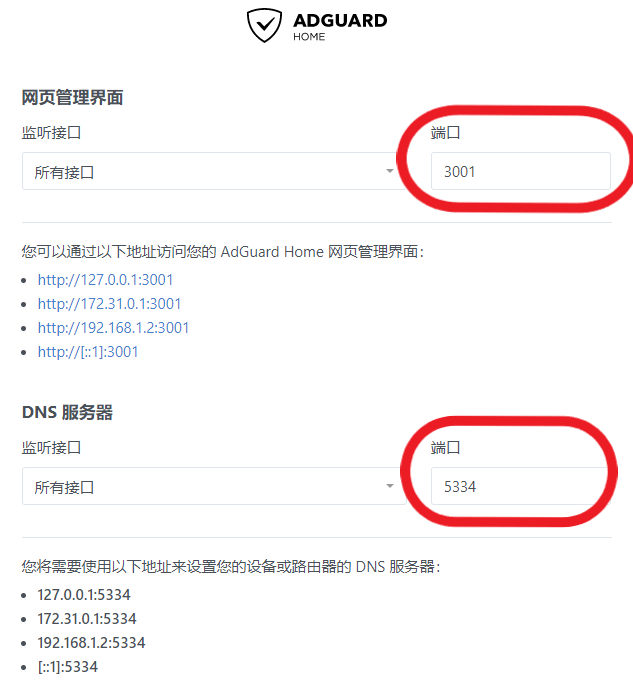 ADGUARD
HOME
网页管理界面
监听接口
端口
所有接口
3001
您可以通过以下地址访问您的 AdGuard Home 网页管理界面：
http://127.0.0.1:3001
http://172.31.0.1:3001
http://192.168.1.2:3001
http://[::1]:3001
DNS 服务器
监听接口
端口
所有接口
5334
您将需要使用以下地址来设置您的设备或路由器的 DNS 服务器：
127.0.0.1:5334
172.31.0.1:5334
192.168.1.2:5334
[::1]:5334